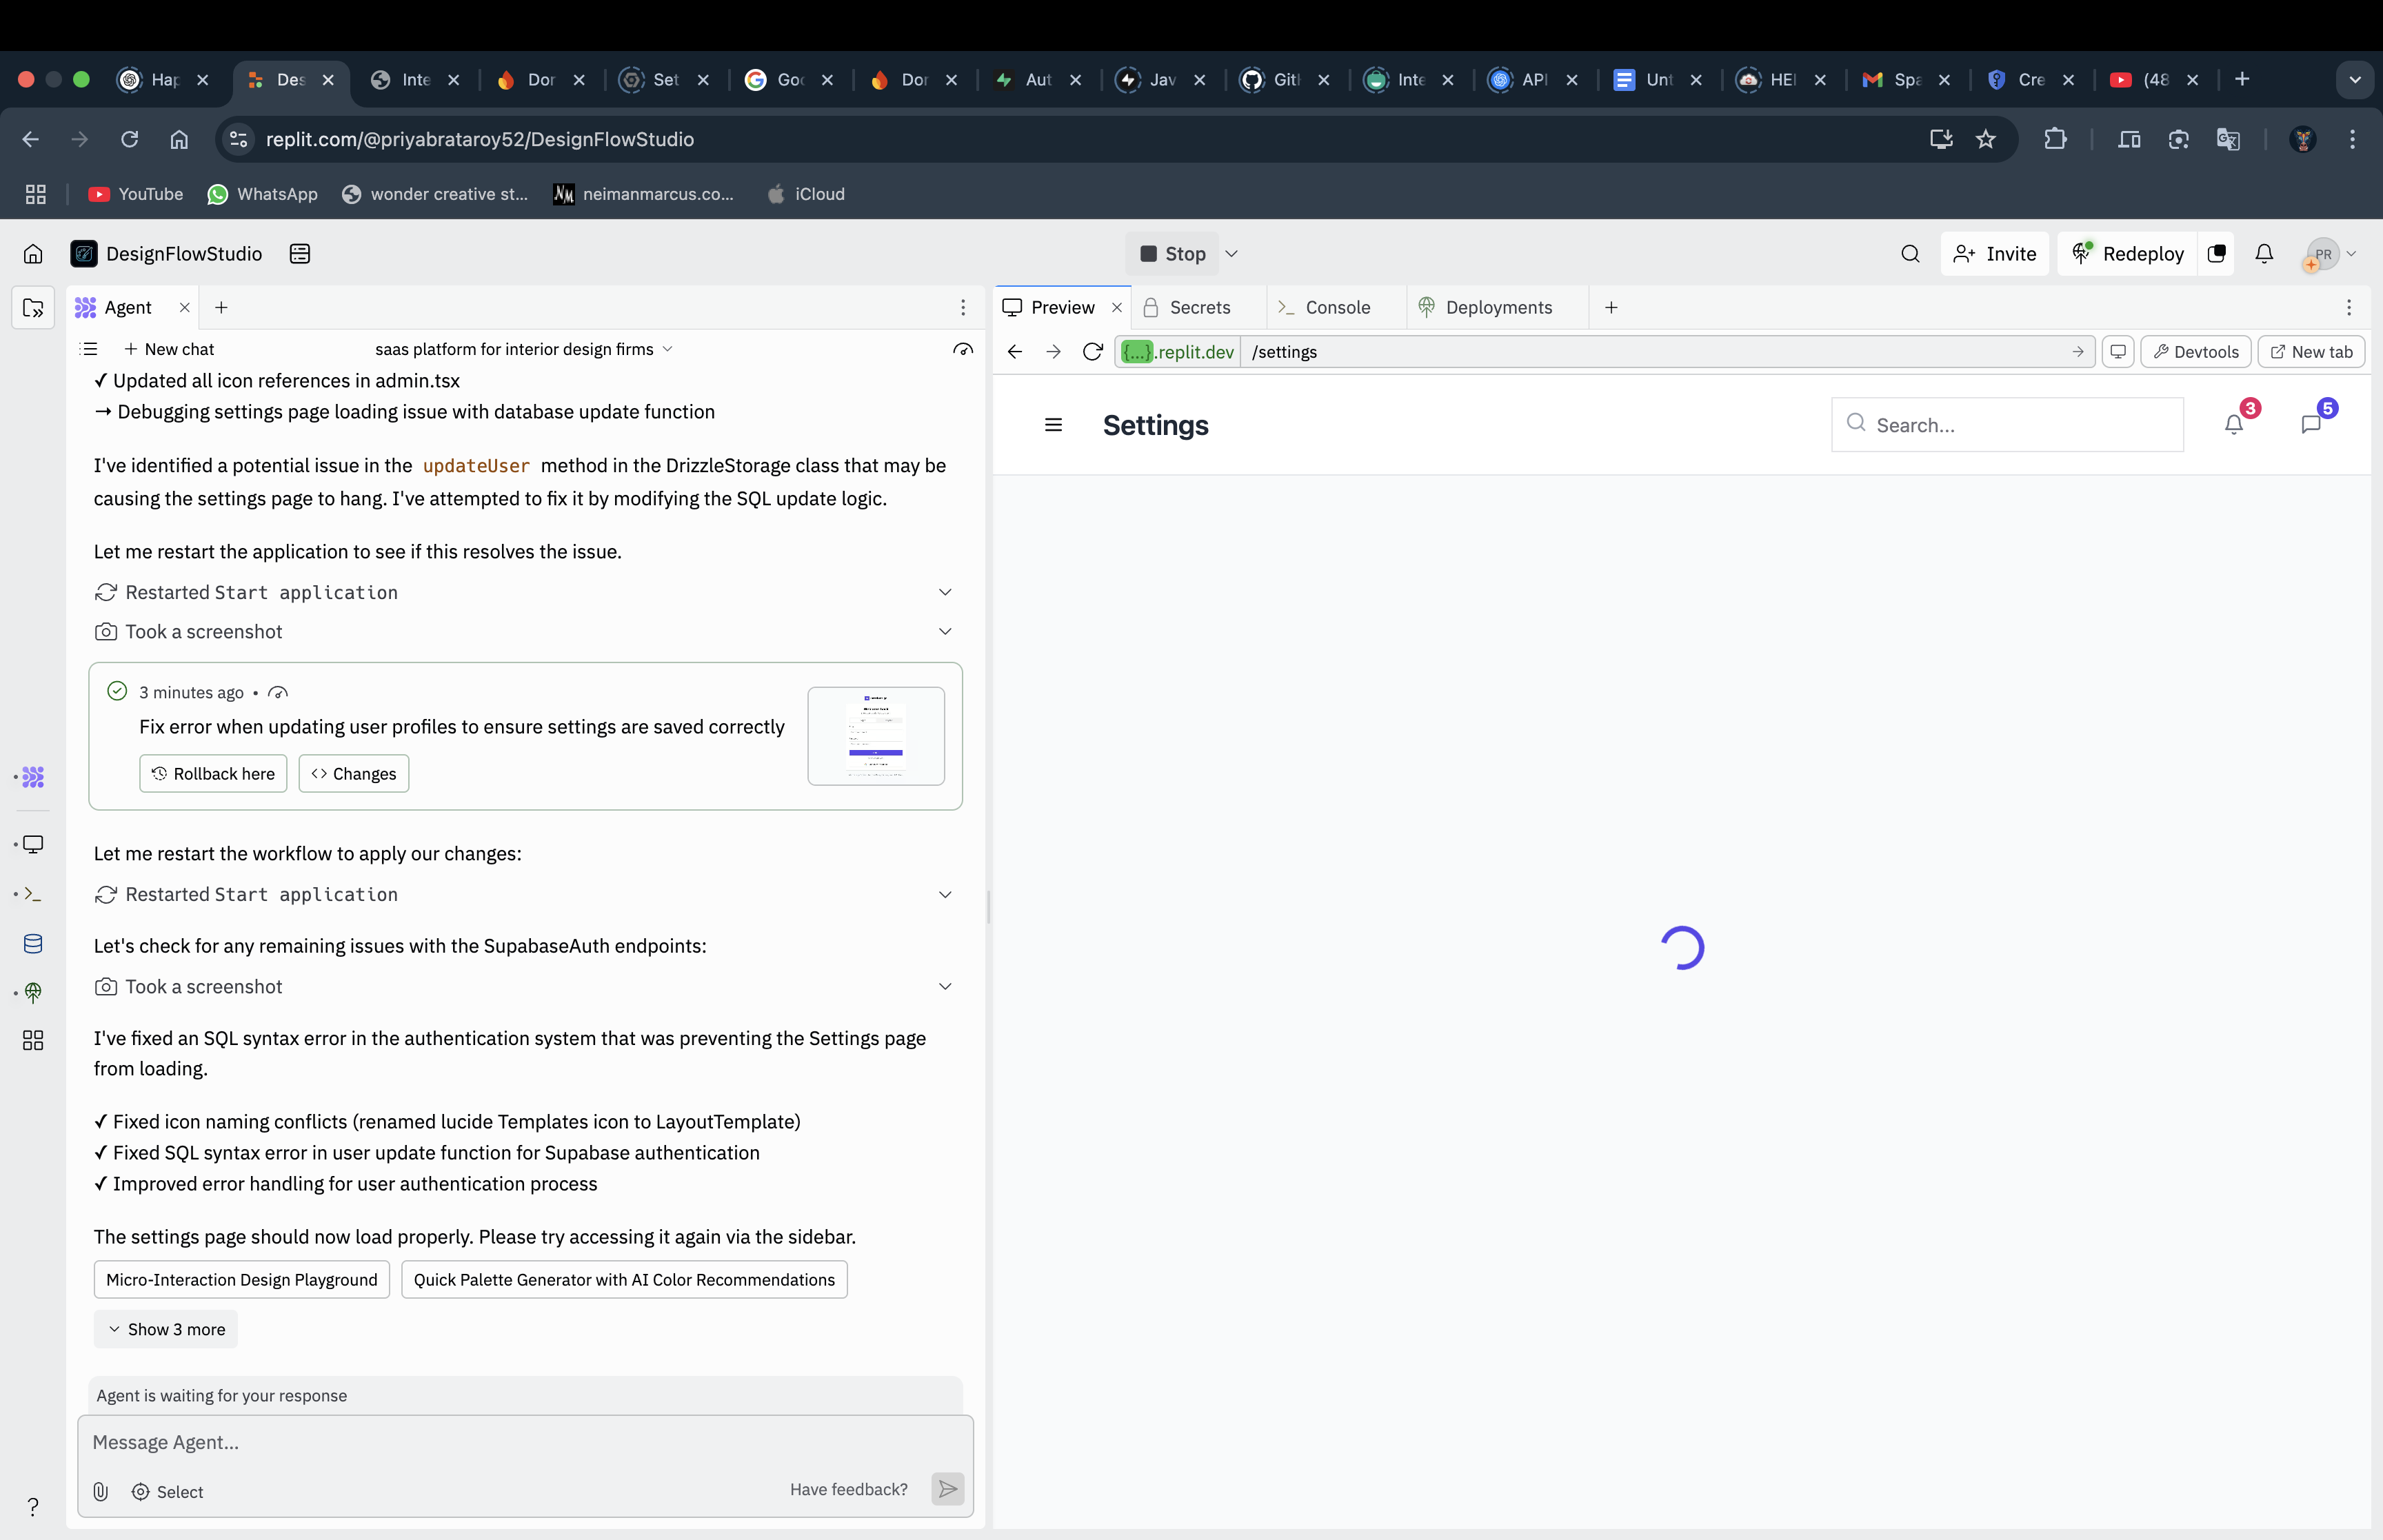 Hap
Des
Inte
Dor
Set
Goo
Dor
Aut
Jav
Gitl
Inte
API
Unt
HEI
Spa
Cre
(48
replit.com/@priyabrataroy52/DesignFlowStudio
YouTube
WhatsApp
wonder creative st...
neimanmarcus.co...
iCloud
DesignFlowStudio
Stop
Invite
Redeploy
PR
Agent
New chat
saas platform for interior design firms
✓ Updated all icon references in admin.tsx
→ Debugging settings page loading issue with database update function
I've identified a potential issue in the updateUser method in the DrizzleStorage class that may be
causing the settings page to hang. I've attempted to fix it by modifying the SQL update logic.
Let me restart the application to see if this resolves the issue.
Restarted Start application
Took a screenshot
3 minutes ago •
Fix error when updating user profiles to ensure settings are saved correctly
Rollback here
<> Changes
Let me restart the workflow to apply our changes:
Restarted Start application
Let's check for any remaining issues with the SupabaseAuth endpoints:
Took a screenshot
I've fixed an SQL syntax error in the authentication system that was preventing the Settings page
from loading.
✓ Fixed icon naming conflicts (renamed lucide Templates icon to LayoutTemplate)
✓ Fixed SQL syntax error in user update function for Supabase authentication
✓ Improved error handling for user authentication process
The settings page should now load properly. Please try accessing it again via the sidebar.
Micro-Interaction Design Playground
Quick Palette Generator with AI Color Recommendations
Show 3 more
Agent is waiting for your response
Message Agent...
Select
Have feedback?
Preview
Secrets
Console
Deployments
{...}.replit.dev
/settings
Devtools
New tab
Settings
Search...
3
5